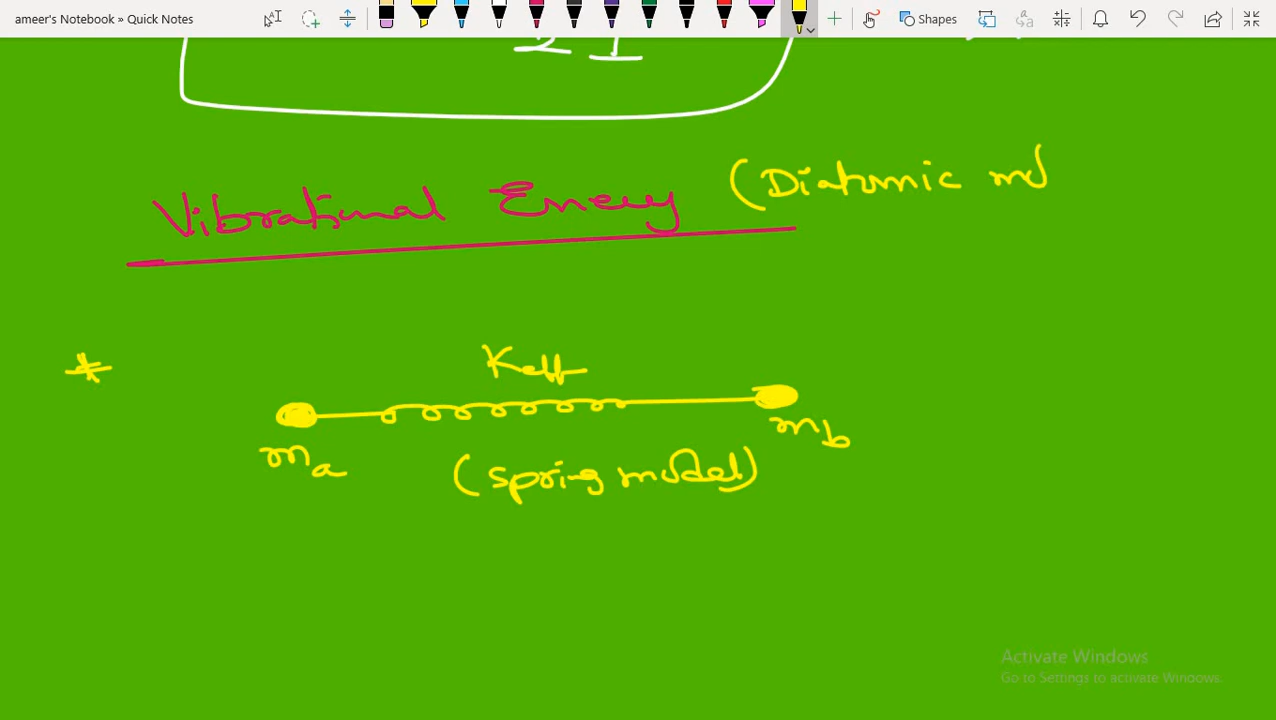 ameer's Notebook » Quick Notes
Shapes
Vibrational Energy (Diatomic mol
*
Keff
ma
mb
(spring model)
Activate Windows
Go to Settings to activate Windows.